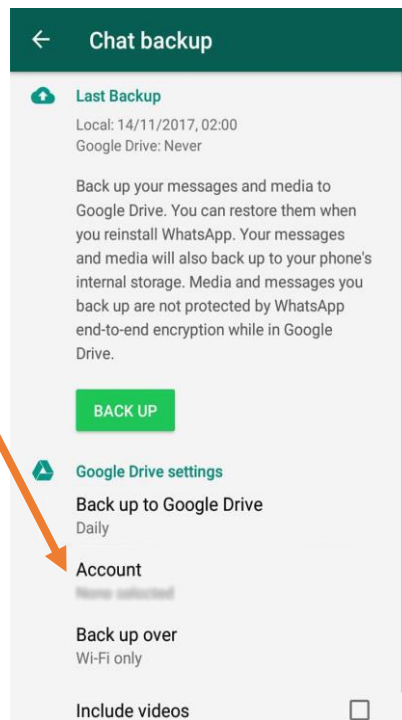 Chat backup
Last Backup
Local: 14/11/2017, 02:00
Google Drive: Never
Back up your messages and media to
Google Drive. You can restore them when
you reinstall WhatsApp. Your messages
and media will also back up to your phone's
internal storage. Media and messages you
back up are not protected by WhatsApp
end-to-end encryption while in Google
Drive.
BACK UP
Google Drive settings
Back up to Google Drive
Daily
Account
None selected
Back up over
Wi-Fi only
Include videos